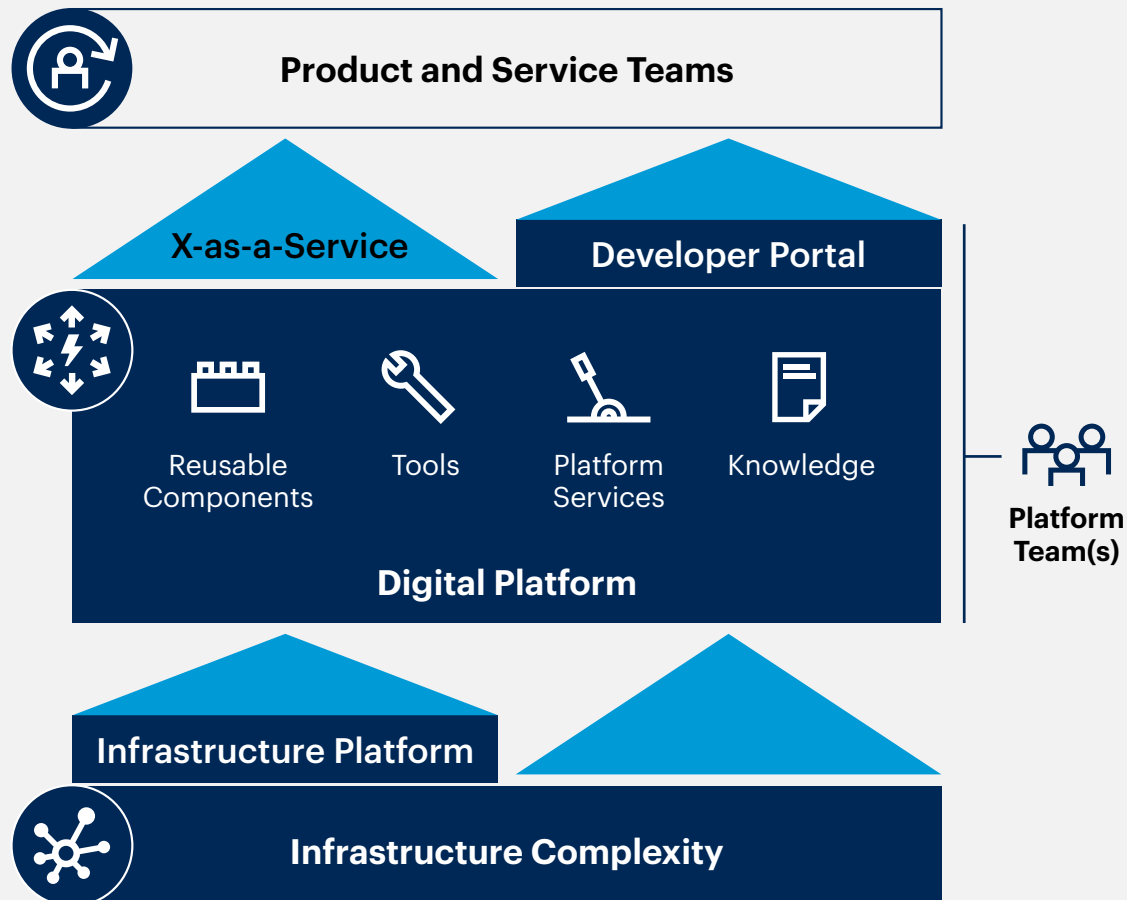 Product and Service Teams
X-as-a-Service
Developer Portal
Reusable
Components
Tools
Platform
Services
Knowledge
Digital Platform
Platform
Team(s)
Infrastructure Platform
Infrastructure Complexity